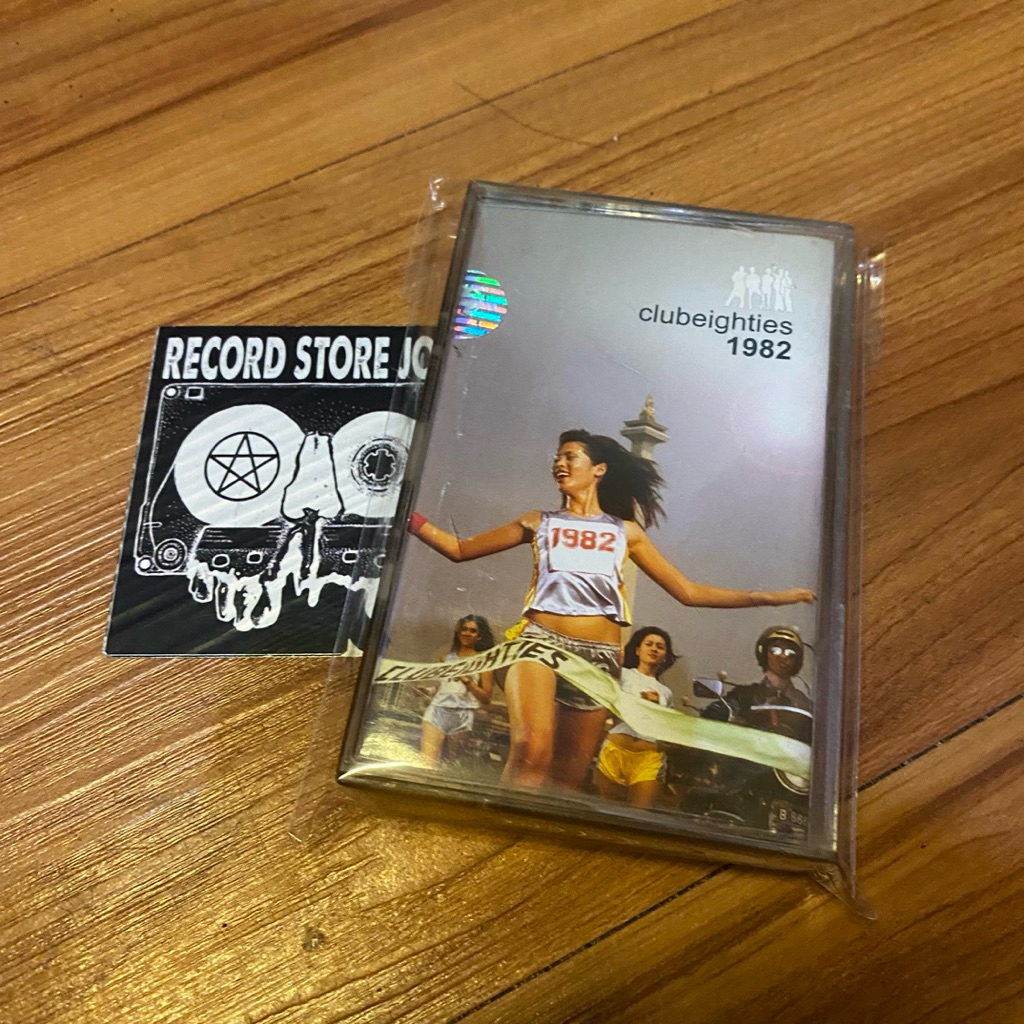 RECORD STORE JO
clubeighties
1982
1982
CLUBEIGHTIES